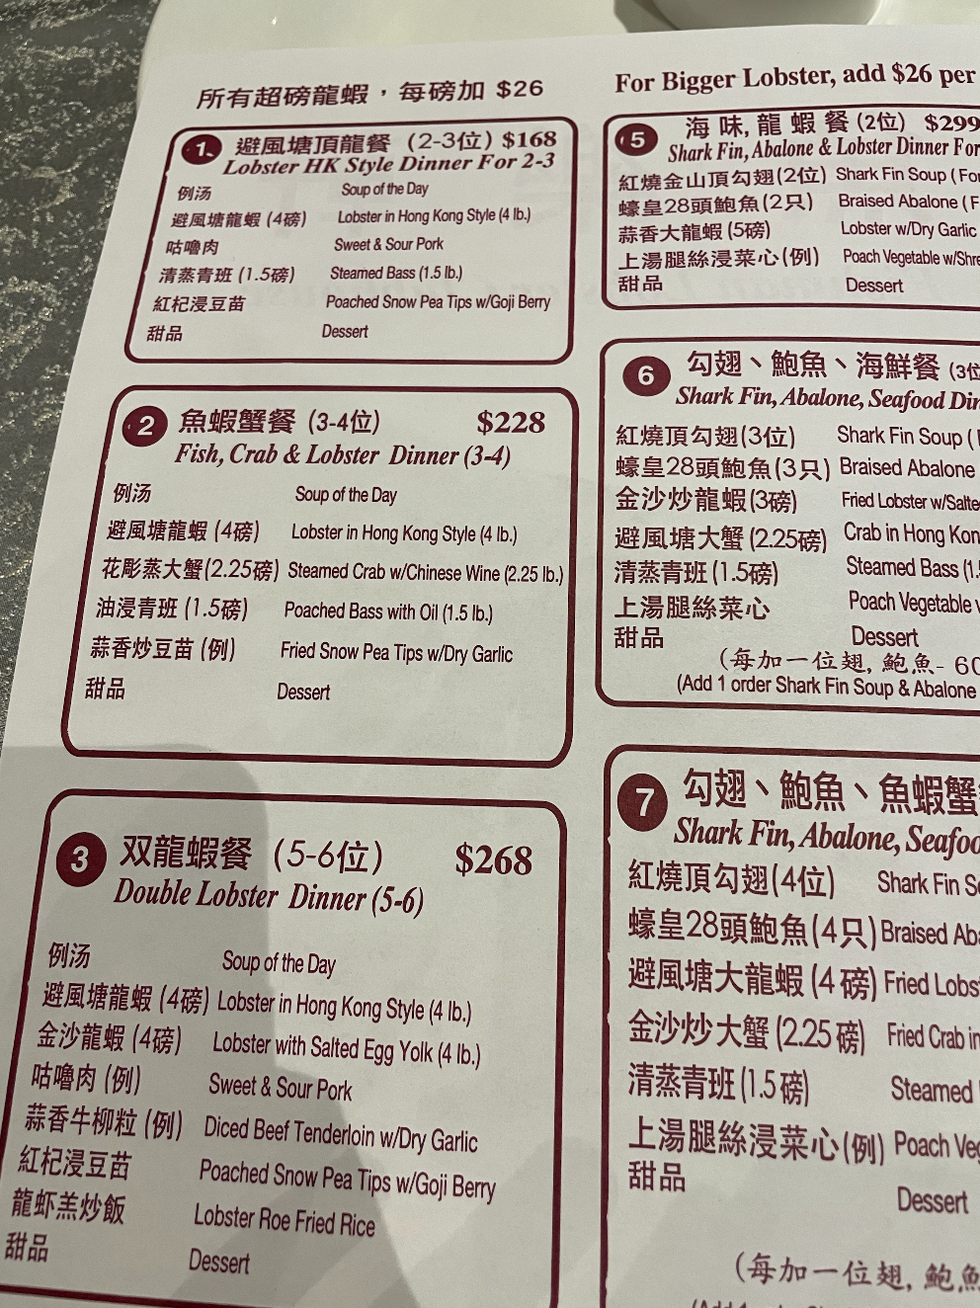 所有超磅龍蝦，每磅加 $26
For Bigger Lobster, add $26 per
1 避風塘頂龍餐 (2-3位) $168
Lobster HK Style Dinner For 2-3
例汤 Soup of the Day
避風塘龍蝦 (4磅) Lobster in Hong Kong Style (4 lb.)
咕嚕肉 Sweet & Sour Pork
清蒸青班 (1.5磅) Steamed Bass (1.5 lb.)
紅杞浸豆苗 Poached Snow Pea Tips w/Goji Berry
甜品 Dessert
2 魚蝦蟹餐 (3-4位) $228
Fish, Crab & Lobster Dinner (3-4)
例汤 Soup of the Day
避風塘龍蝦 (4磅) Lobster in Hong Kong Style (4 lb.)
花彫蒸大蟹(2.25磅) Steamed Crab w/Chinese Wine (2.25 lb.)
油浸青班 (1.5磅) Poached Bass with Oil (1.5 lb.)
蒜香炒豆苗 (例) Fried Snow Pea Tips w/Dry Garlic
甜品 Dessert
3 双龍蝦餐 (5-6位) $268
Double Lobster Dinner (5-6)
例汤 Soup of the Day
避風塘龍蝦 (4磅) Lobster in Hong Kong Style (4 lb.)
金沙龍蝦 (4磅) Lobster with Salted Egg Yolk (4 lb.)
咕嚕肉 (例) Sweet & Sour Pork
蒜香牛柳粒 (例) Diced Beef Tenderloin w/Dry Garlic
紅杞浸豆苗 Poached Snow Pea Tips w/Goji Berry
龍虾羔炒飯 Lobster Roe Fried Rice
甜品 Dessert
5 海味,龍蝦餐 (2位) $299
Shark Fin, Abalone & Lobster Dinner For
紅燒金山頂勾翅(2位) Shark Fin Soup (
蠔皇28頭鮑魚(2只) Braised Abalone (
蒜香大龍蝦 (5磅) Lobster w/Dry Garlic
上湯腿絲浸菜心(例) Poach Vegetable
甜品 Dessert
6 勾翅、鮑魚、海鮮餐 (3位
Shark Fin, Abalone, Seafood
紅燒頂勾翅(3位) Shark Fin Soup (
蠔皇28頭鮑魚(3只) Braised Abalone
金沙炒龍蝦(3磅) Fried Lobster
避風塘大蟹 (2.25磅) Crab in Hong
清蒸青班 (1.5磅) Steamed Bass
上湯腿絲菜心 Poach Vegetable
甜品 Dessert
(每加一位翅, 鮑魚-
(Add 1 order Shark Fin Soup & Abalone
7 勾翅、鮑魚、魚蝦蟹
Shark Fin, Abalone,
紅燒頂勾翅(4位) Shark Fin
蠔皇28頭鮑魚(4只) Braised
避風塘大龍蝦 (4磅) Fried
金沙炒大蟹 (2.25磅) Fried Crab
清蒸青班(1.5磅) Steamed
上湯腿絲浸菜心(例) Poach
甜品 Dessert
(每加一位翅, 鮑魚